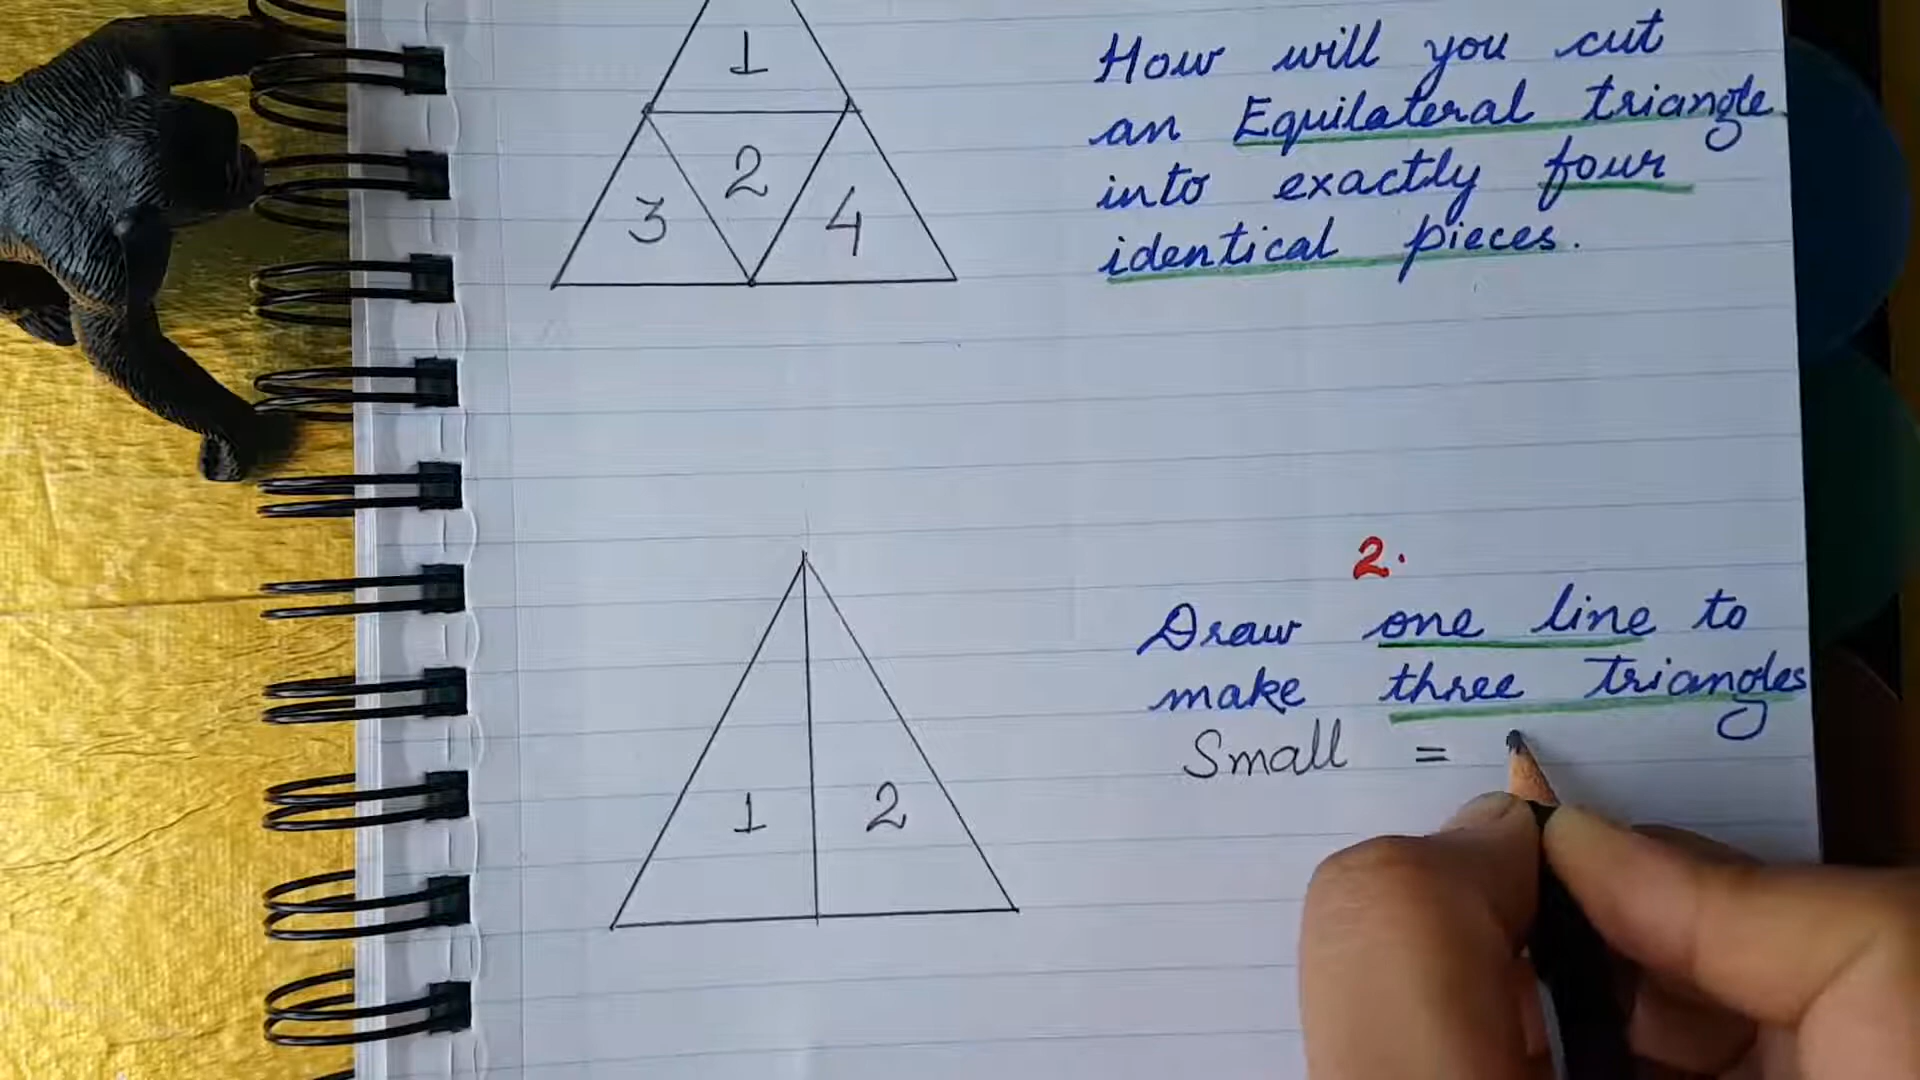 1
2
3
4
How will you cut
an Equilateral triangle
into exactly four
identical pieces.
2.
Draw one line to
make three triangles
Small =
1
2